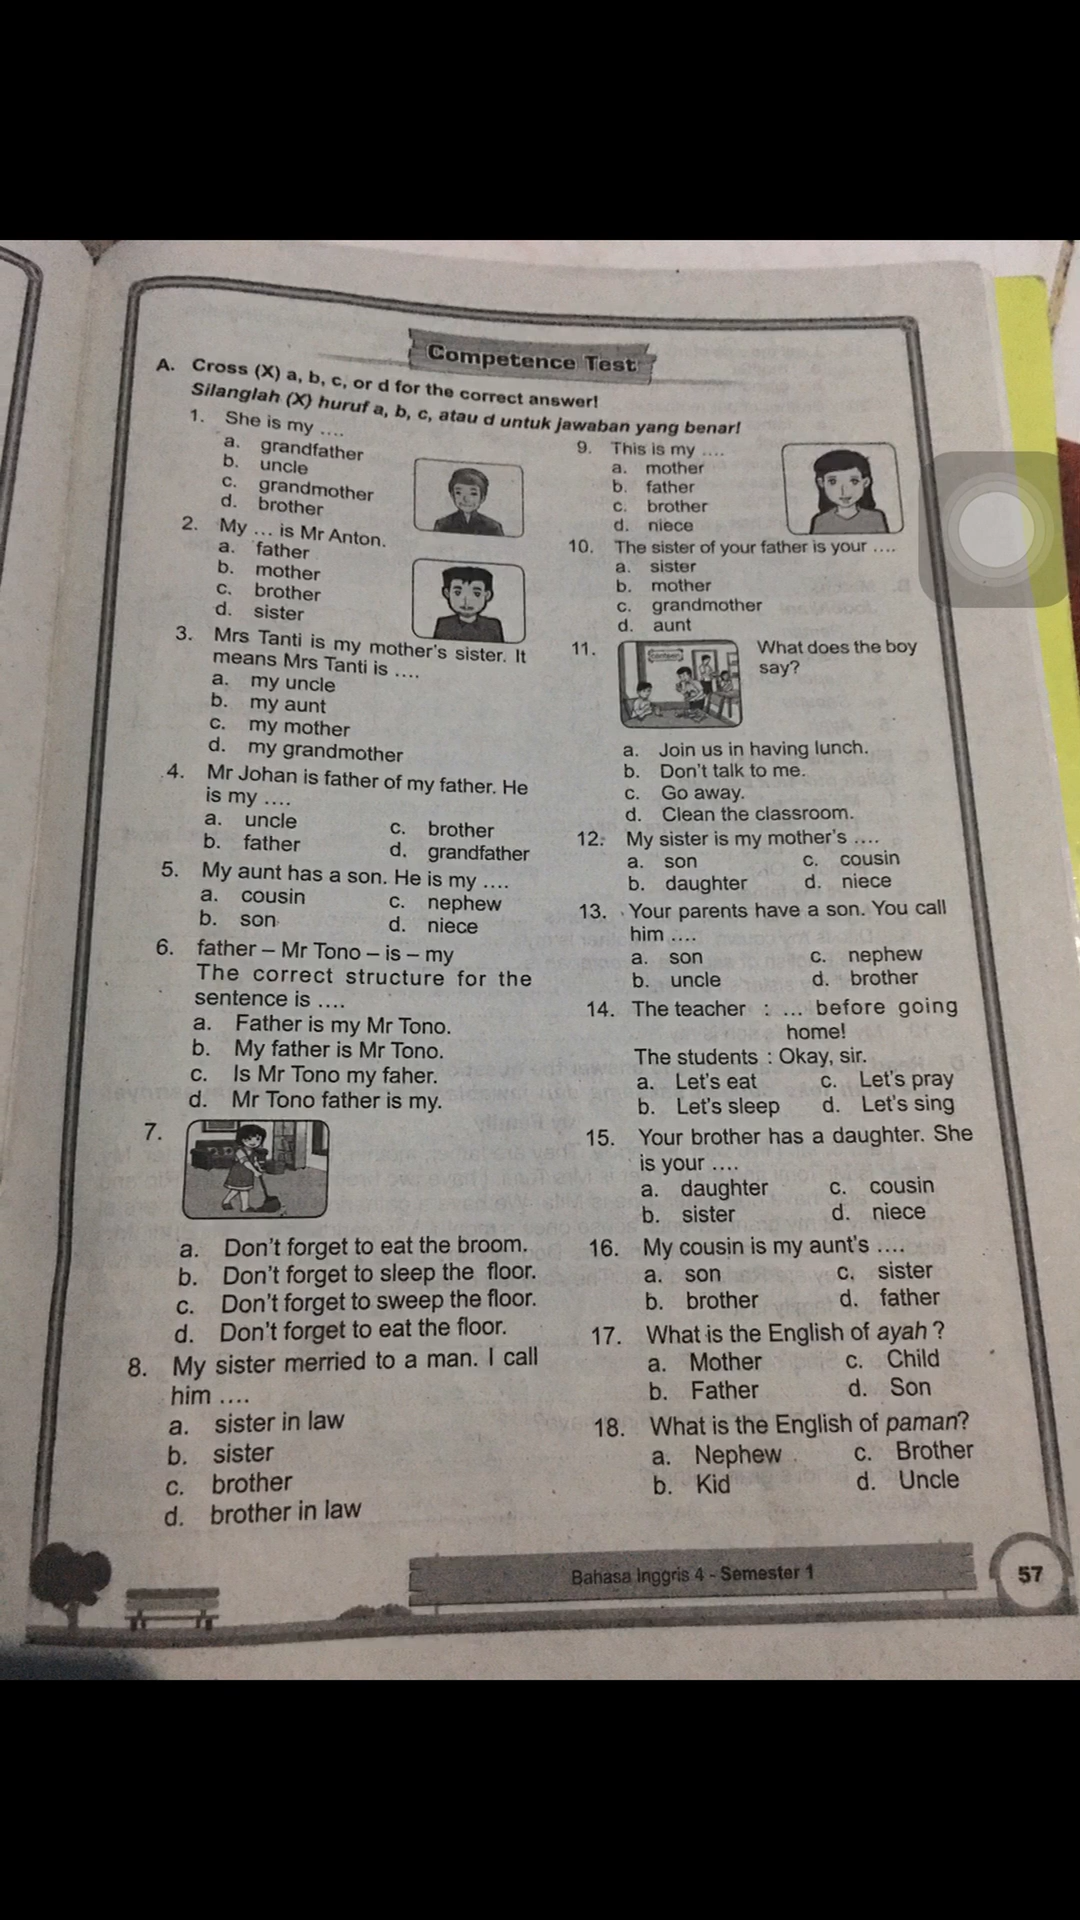 Competence Test
A. Cross (X) a, b, c, or d for the correct answer!
Silanglah (X) huruf a, b, c, atau d untuk jawaban yang benar!
1. She is my ....
a. grandfather
b. uncle
c. grandmother
d. brother
2. My ... is Mr Anton.
a. father
b. mother
c. brother
d. sister
3. Mrs Tanti is my mother's sister. It
means Mrs Tanti is ....
a. my uncle
b. my aunt
c. my mother
d. my grandmother
4. Mr Johan is father of my father. He
is my ....
a. uncle c. brother
b. father d. grandfather
5. My aunt has a son. He is my ....
a. cousin c. nephew
b. son d. niece
6. father – Mr Tono – is – my
The correct structure for the
sentence is ....
a. Father is my Mr Tono.
b. My father is Mr Tono.
c. Is Mr Tono my faher.
d. Mr Tono father is my.
7.
a. Don't forget to eat the broom.
b. Don't forget to sleep the floor.
c. Don't forget to sweep the floor.
d. Don't forget to eat the floor.
8. My sister merried to a man. I call
him ....
a. sister in law
b. sister
c. brother
d. brother in law
9. This is my ....
a. mother
b. father
c. brother
d. niece
10. The sister of your father is your ....
a. sister
b. mother
c. grandmother
d. aunt
11. What does the boy
say?
a. Join us in having lunch.
b. Don't talk to me.
c. Go away.
d. Clean the classroom.
12. My sister is my mother's ....
a. son c. cousin
b. daughter d. niece
13. Your parents have a son. You call
him ....
a. son c. nephew
b. uncle d. brother
14. The teacher : ... before going
home!
The students : Okay, sir.
a. Let's eat c. Let's pray
b. Let's sleep d. Let's sing
15. Your brother has a daughter. She
is your ....
a. daughter c. cousin
b. sister d. niece
16. My cousin is my aunt's ....
a. son c. sister
b. brother d. father
17. What is the English of ayah ?
a. Mother c. Child
b. Father d. Son
18. What is the English of paman?
a. Nephew c. Brother
b. Kid d. Uncle
Bahasa Inggris 4 - Semester 1
57